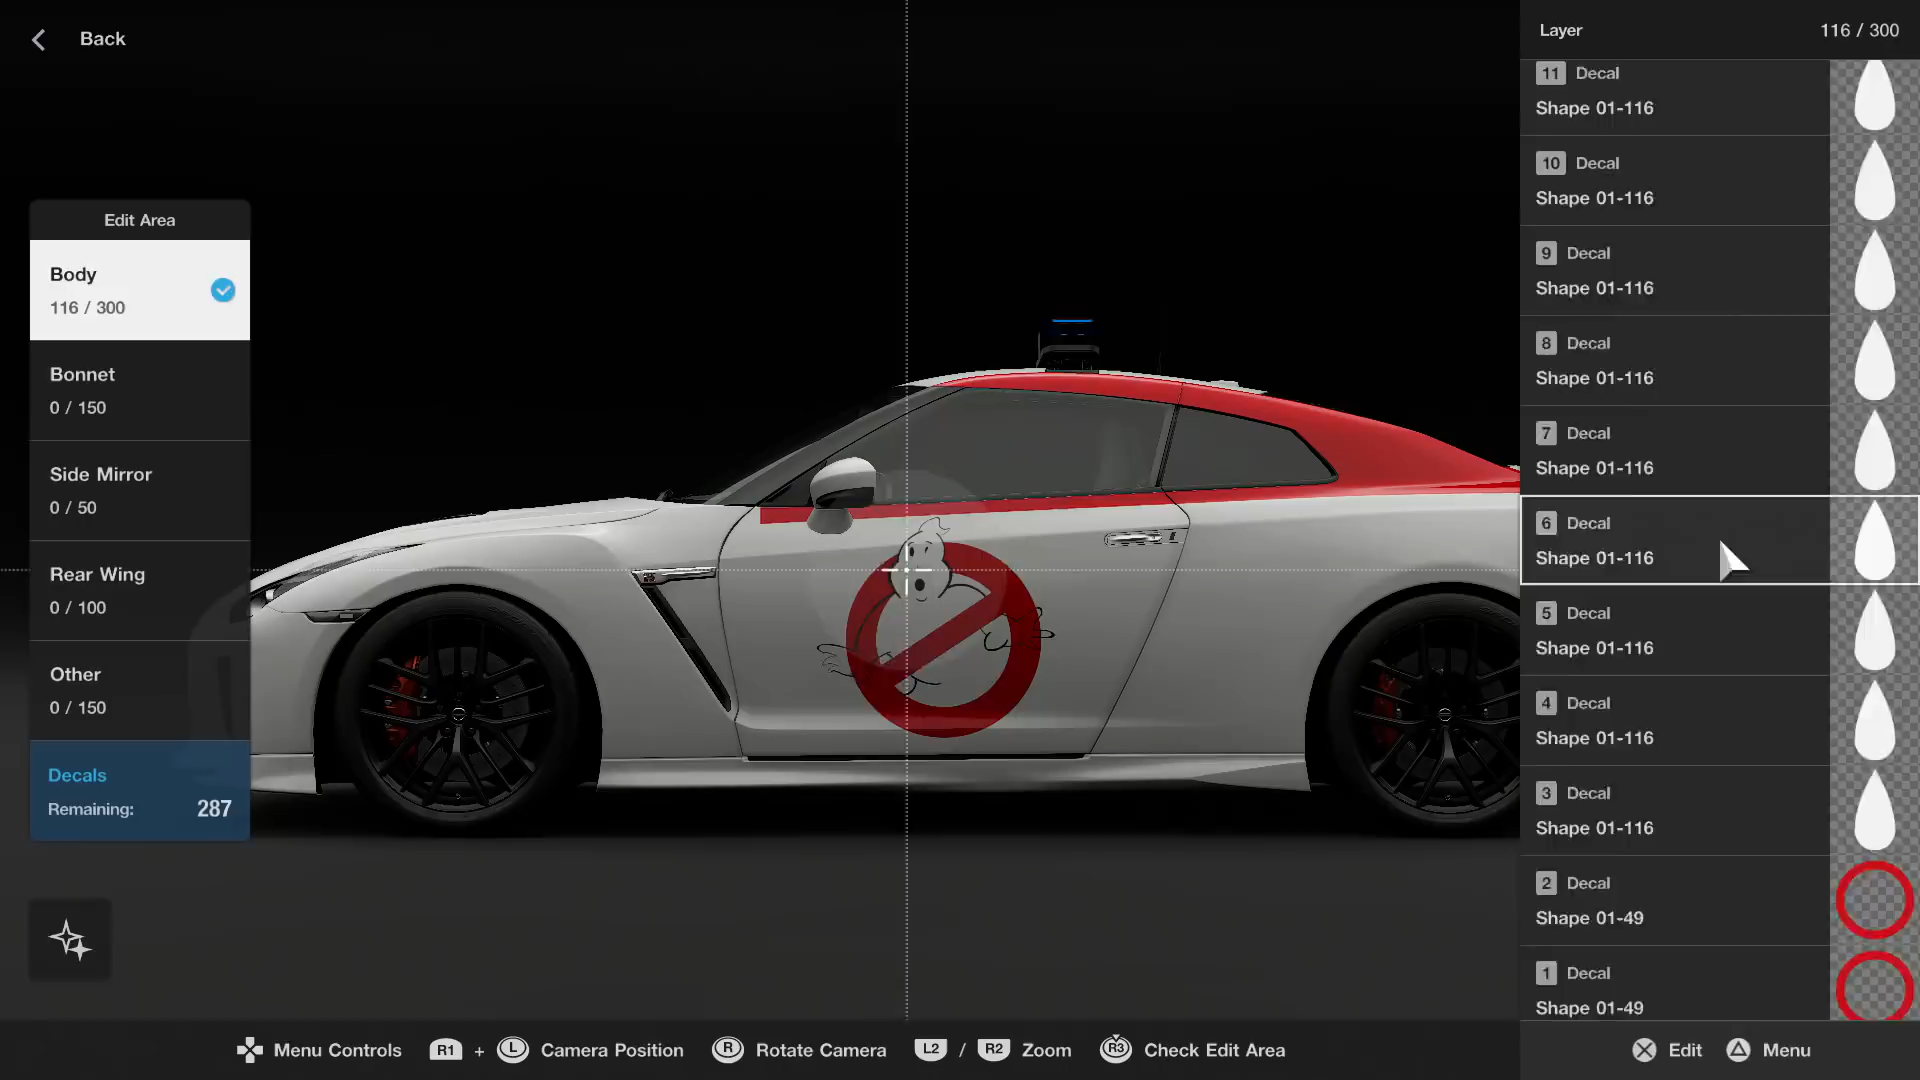 Back
Layer
116 / 300
11 Decal
Shape 01-116
10 Decal
Shape 01-116
9 Decal
Shape 01-116
8 Decal
Shape 01-116
7 Decal
Shape 01-116
6 Decal
Shape 01-116
5 Decal
Shape 01-116
4 Decal
Shape 01-116
3 Decal
Shape 01-116
2 Decal
Shape 01-49
1 Decal
Shape 01-49
Edit Area
Body
116 / 300
Bonnet
0 / 150
Side Mirror
0 / 50
Rear Wing
0 / 100
Other
0 / 150
Decals
Remaining: 287
Menu Controls
R1 + L Camera Position
R Rotate Camera
L2 / R2 Zoom
R3 Check Edit Area
Edit
Menu